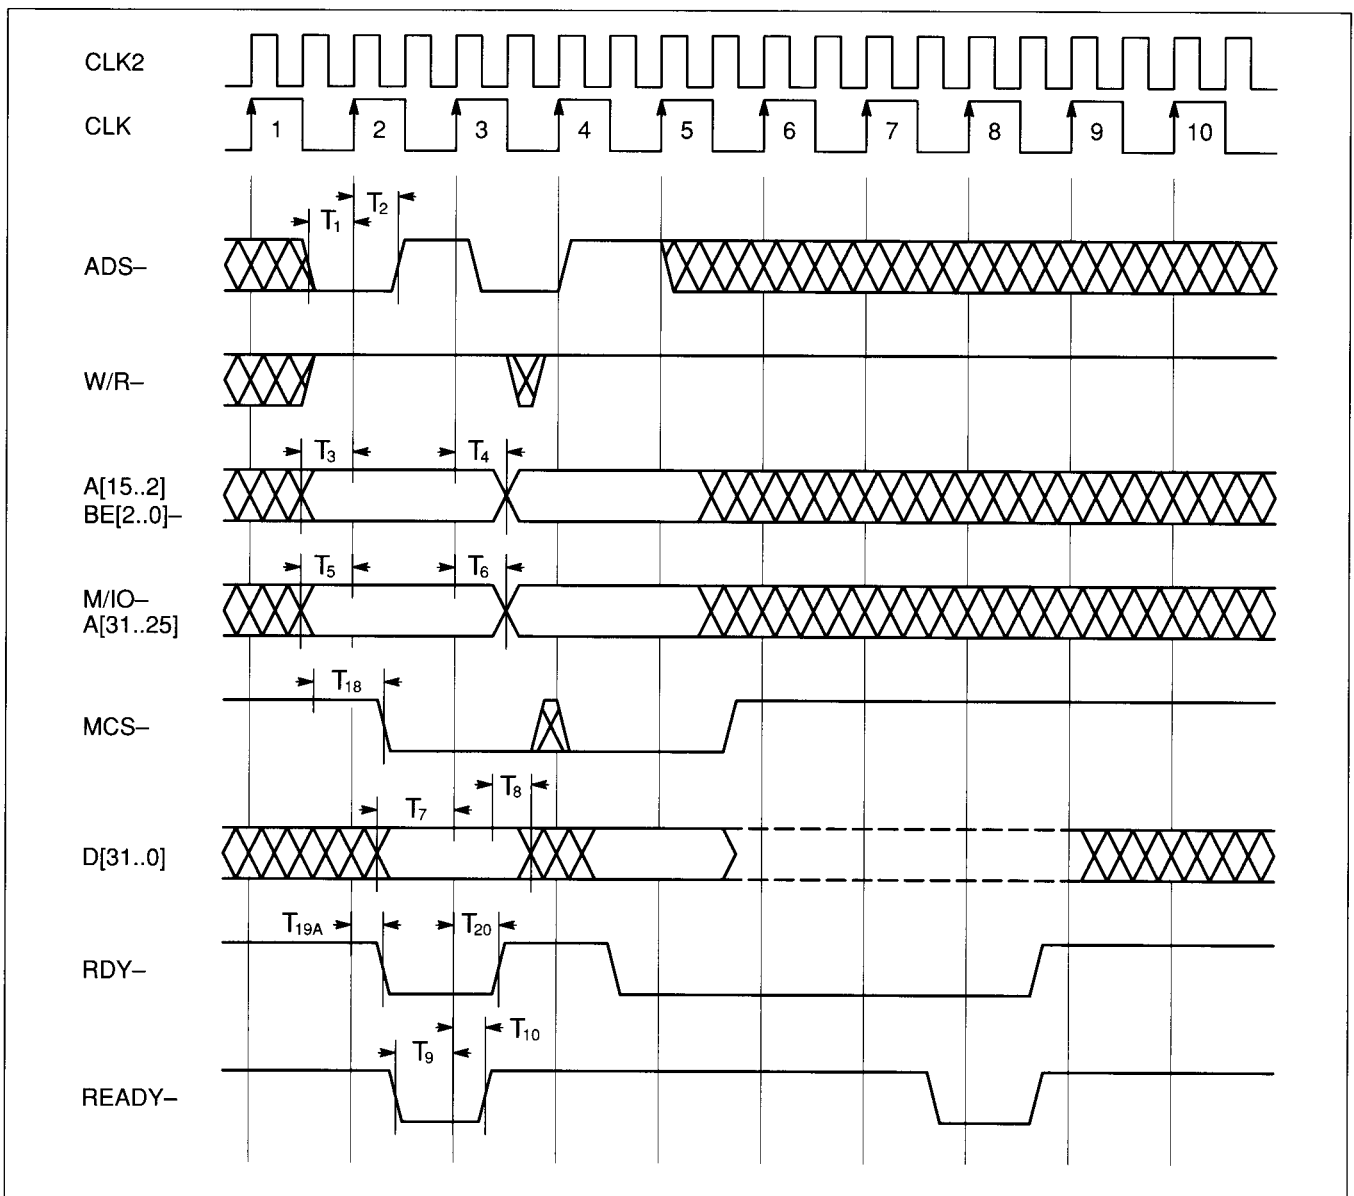 CLK2
CLK
1 2 3 4 5 6 7 8 9 10
T1 T2
ADS–
W/R–
T3 T4
A[15..2]
BE[2..0]–
T5 T6
M/IO–
A[31..25]
T18
MCS–
T8
T7
D[31..0]
T19A T20
RDY–
T10
T9
READY–